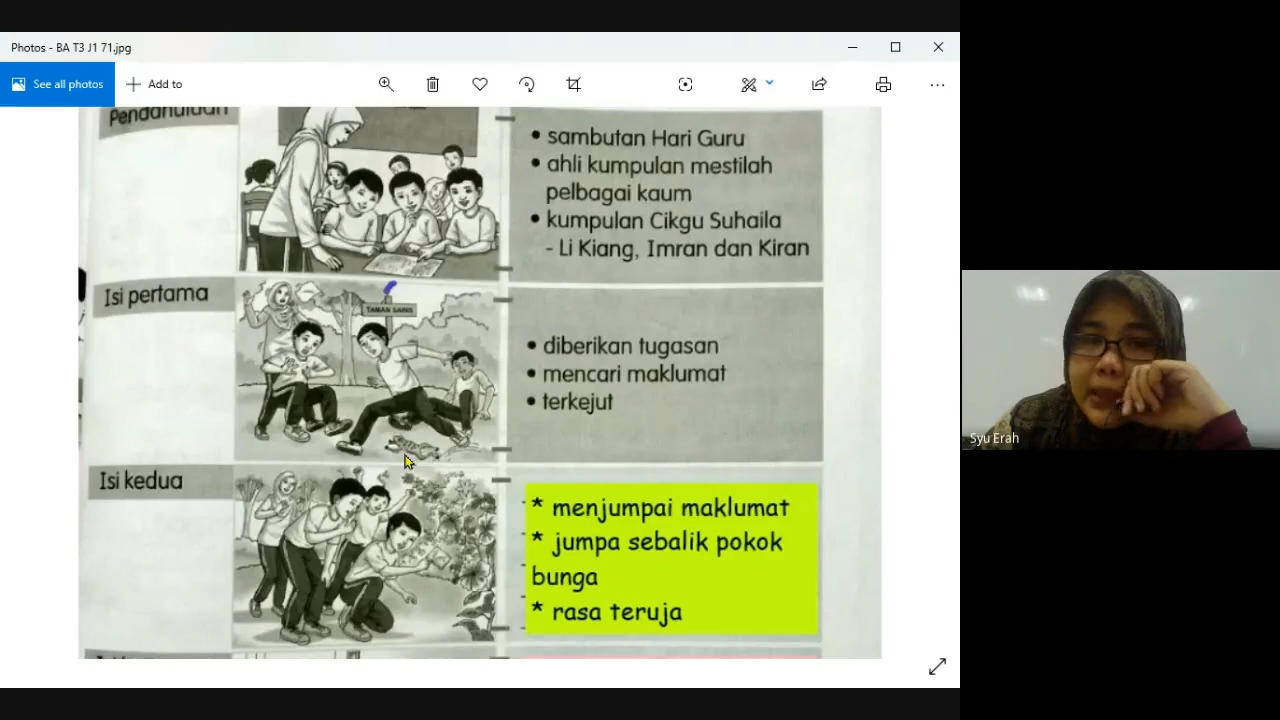 Photos - BA T3 J1 71.jpg
See all photos
Add to
Pendahuluan
• sambutan Hari Guru
• ahli kumpulan mestilah
pelbagai kaum
• kumpulan Cikgu Suhaila
- Li Kiang, Imran dan Kiran
Isi pertama
TAMAN SAINS
• diberikan tugasan
• mencari maklumat
• terkejut
Isi kedua
* menjumpai maklumat
* jumpa sebalik pokok
bunga
* rasa teruja
Syu Erah